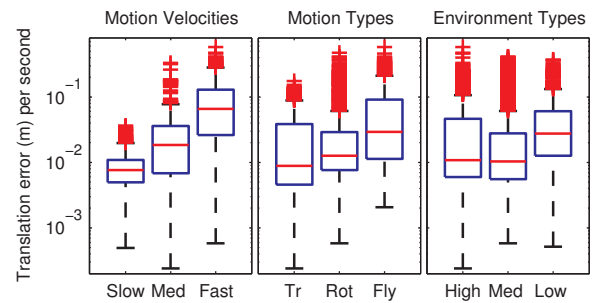 Motion Velocities Motion Types Environment Types
Translation error (m) per second
10⁻¹
10⁻²
10⁻³
Slow Med Fast Tr Rot Fly High Med Low